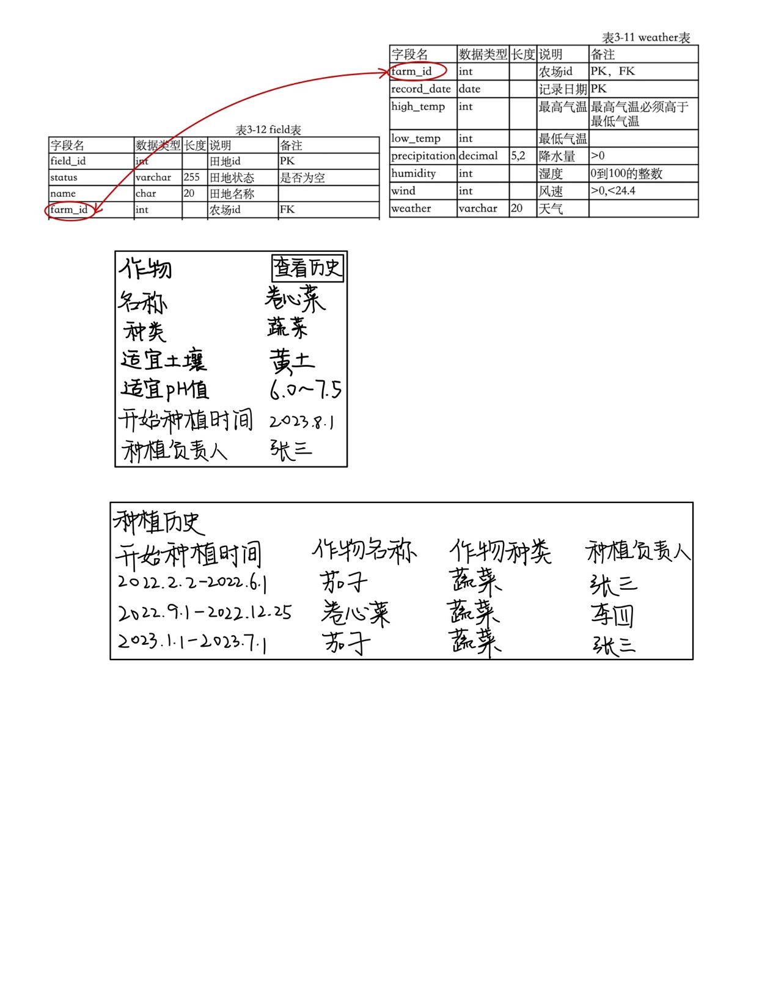 表3-11 weather表
字段名 数据类型 长度 说明 备注
farm_id int 农场id PK，FK
record_date date 记录日期 PK
high_temp int 最高气温 最高气温必须高于
最低气温
low_temp int 最低气温
precipitation decimal 5,2 降水量 >0
humidity int 湿度 0到100的整数
wind int 风速 >0,<24.4
weather varchar 20 天气
表3-12 field表
字段名 数据类型 长度 说明 备注
field_id int 田地id PK
status varchar 255 田地状态 是否为空
name char 20 田地名称
farm_id int 农场id FK
作物 查看历史
名称 卷心菜
种类 蔬菜
适宜土壤 黄土
适宜pH值 6.0~7.5
开始种植时间 2023.8.1
种植负责人 张三
种植历史
开始种植时间 作物名称 作物种类 种植负责人
2022.2.2-2022.6.1 茄子 蔬菜 张三
2022.9.1-2022.12.25 卷心菜 蔬菜 李四
2023.1.1-2023.7.1 茄子 蔬菜 张三